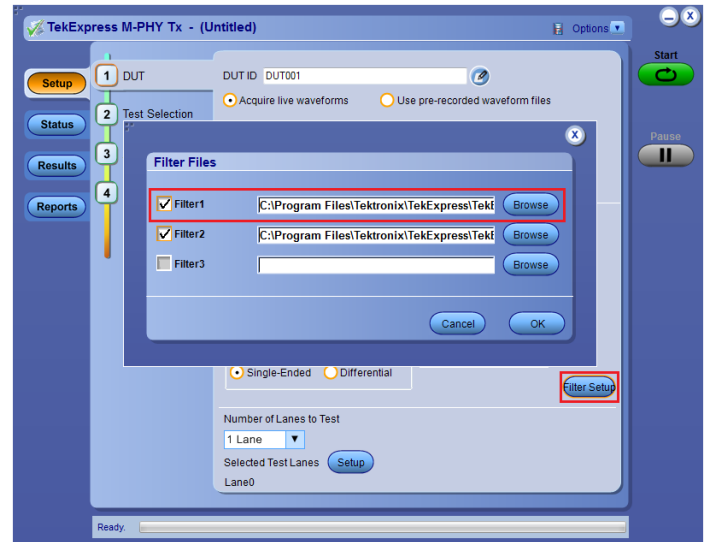 TekExpress M-PHY Tx - (Untitled)
Options
Start
Setup
Status
Results
Reports
1 DUT
2 Test Selection
3
4
DUT ID DUT001
Acquire live waveforms
Use pre-recorded waveform files
Pause
Filter Files
Filter1 C:\Program Files\Tektronix\TekExpress\TekE Browse
Filter2 C:\Program Files\Tektronix\TekExpress\TekE Browse
Filter3 Browse
Cancel OK
Single-Ended Differential
Filter Setup
Number of Lanes to Test
1 Lane
Selected Test Lanes Setup
Lane0
Ready.